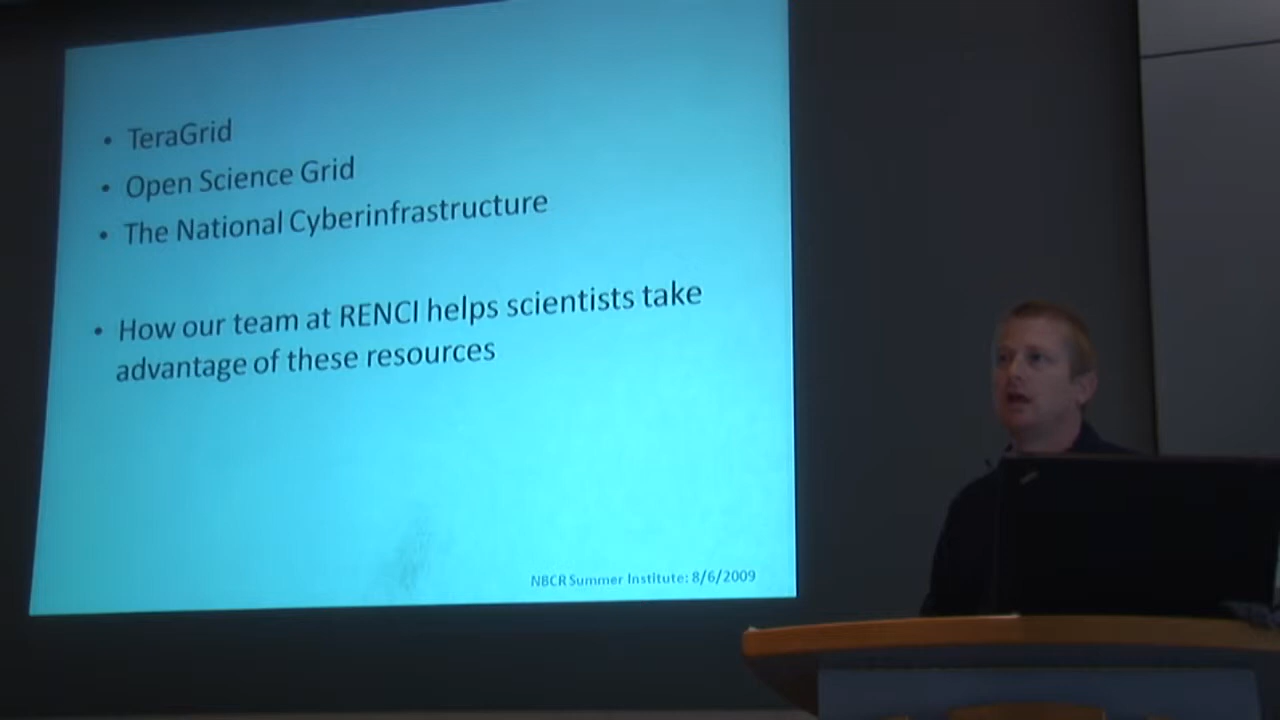 • TeraGrid
• Open Science Grid
• The National Cyberinfrastructure
• How our team at RENCI helps scientists take
advantage of these resources
NBCR Summer Institute: 8/6/2009